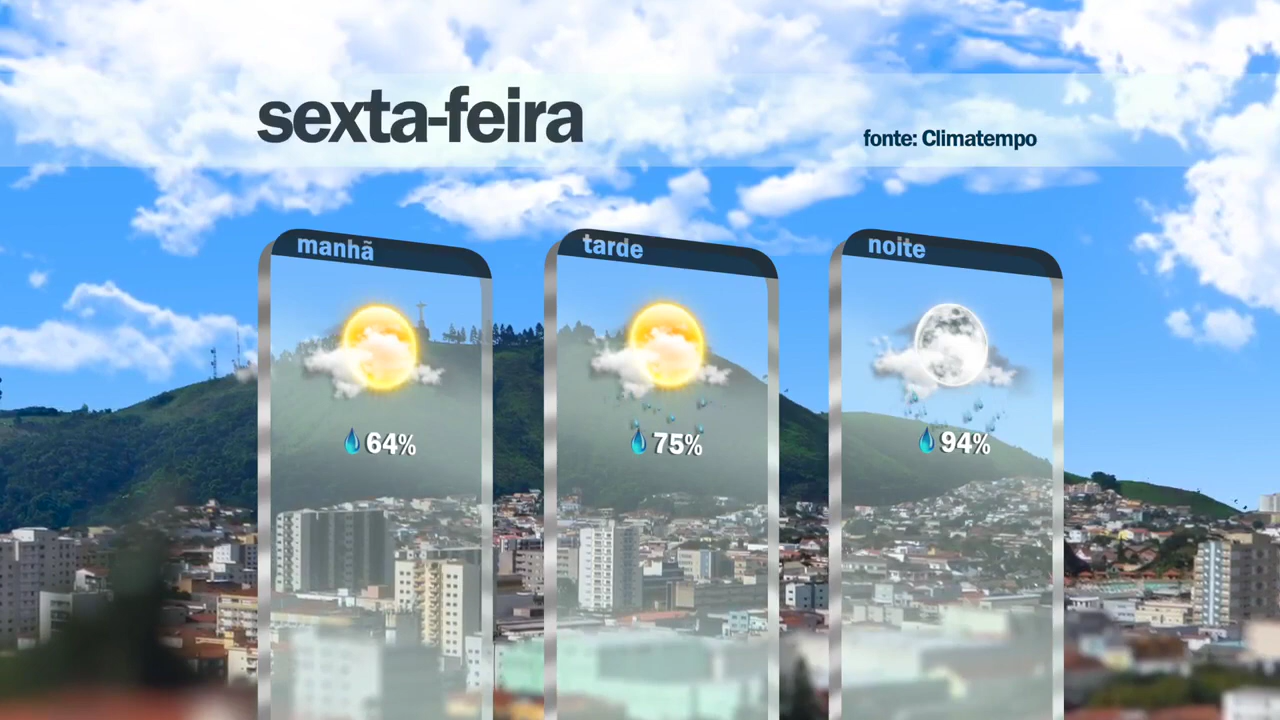 sexta-feira
fonte: Climatempo
manhã
tarde
noite
64%
75%
94%